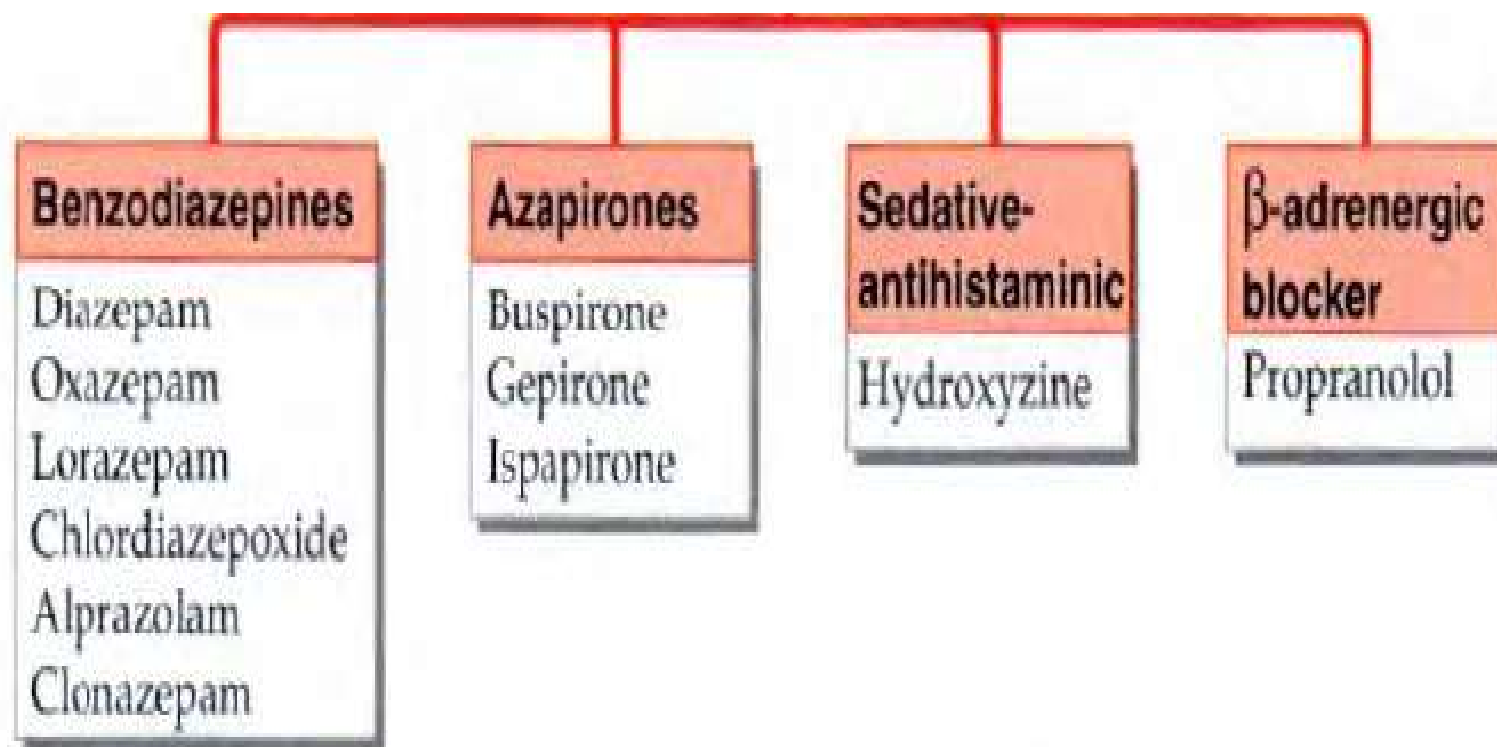 Benzodiazepines
Diazepam
Oxazepam
Lorazepam
Chlordiazepoxide
Alprazolam
Clonazepam
Azapirones
Buspirone
Gepirone
Ispapirone
Sedative-
antihistaminic
Hydroxyzine
β-adrenergic
blocker
Propranolol